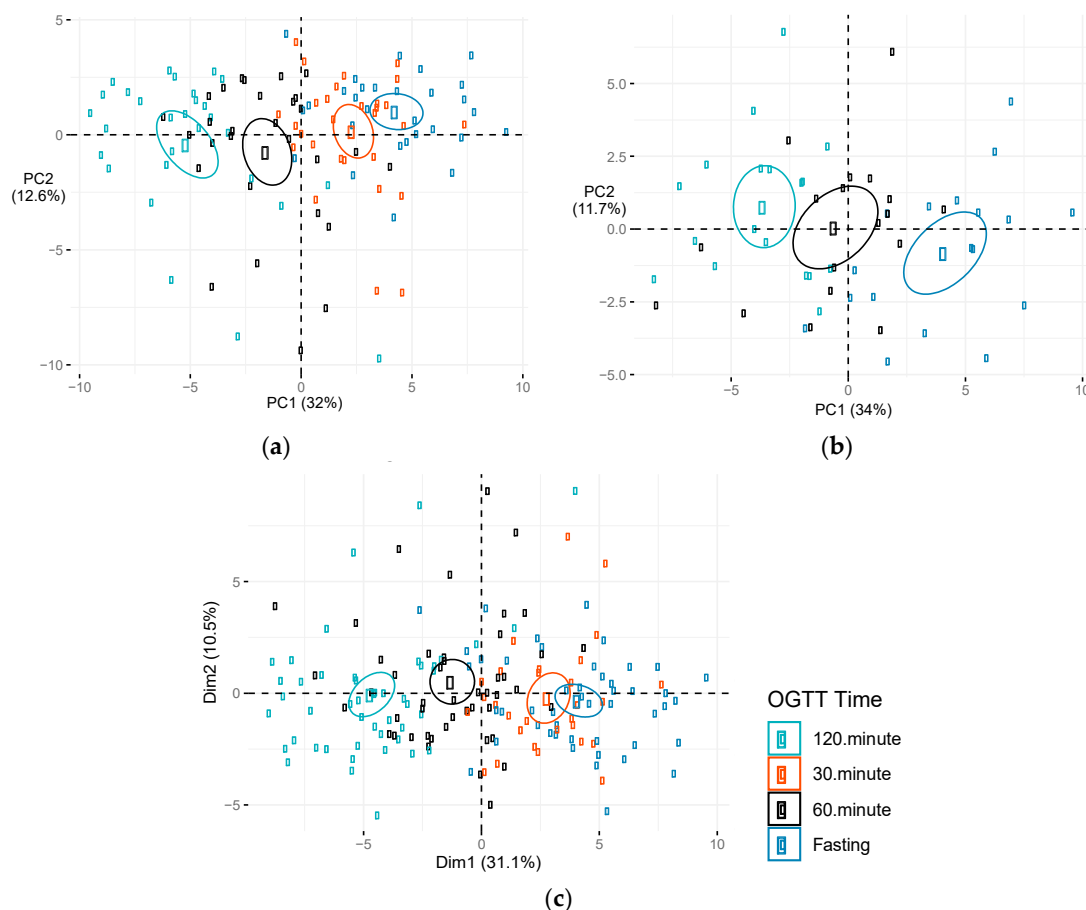 5
0
PC2
(12.6%)
−5
−10
−10
−5
0
5
10
PC1 (32%)
(a)
5.0
2.5
PC2
(11.7%)
0.0
−2.5
−5.0
−5
0
5
10
PC1 (34%)
(b)
Dim2 (10.5%)
5
0
−5
−5
0
5
10
Dim1 (31.1%)
(c)
OGTT Time
120.minute
30.minute
60.minute
Fasting